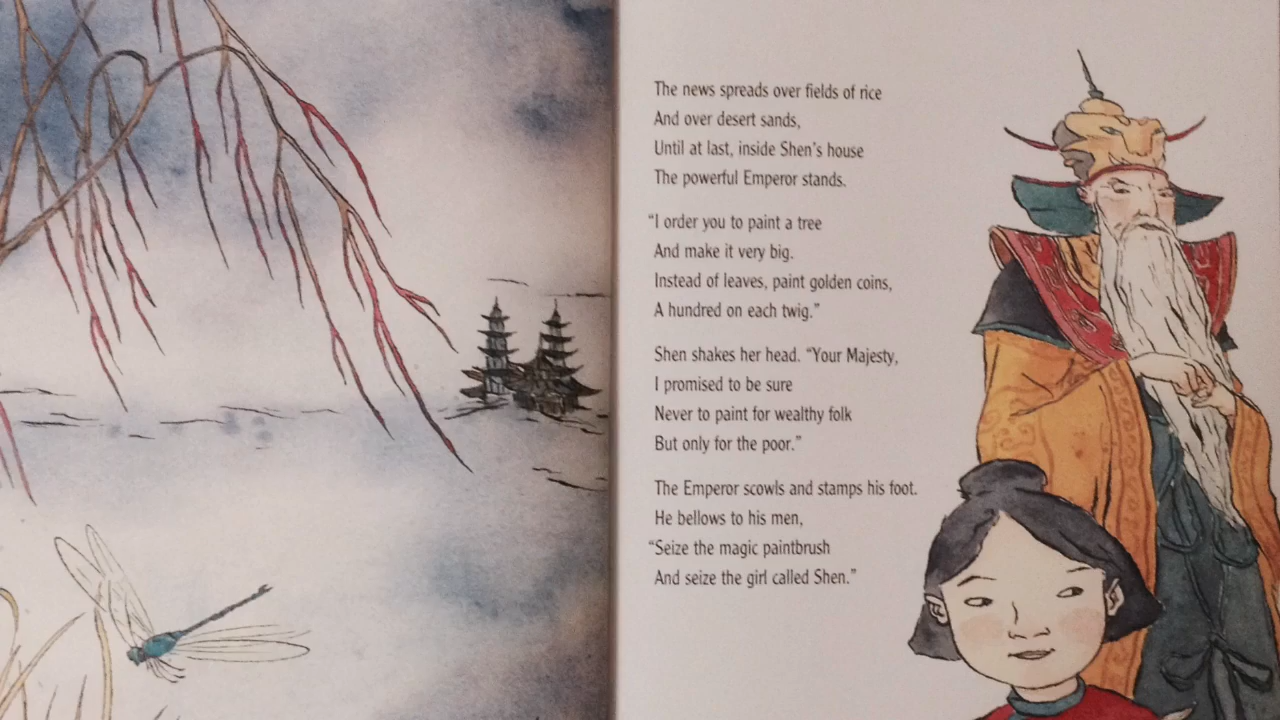 The news spreads over fields of rice
And over desert sands,
Until at last, inside Shen's house
The powerful Emperor stands.
“I order you to paint a tree
And make it very big.
Instead of leaves, paint golden coins,
A hundred on each twig.”
Shen shakes her head. “Your Majesty,
I promised to be sure
Never to paint for wealthy folk
But only for the poor.”
The Emperor scowls and stamps his foot.
He bellows to his men,
“Seize the magic paintbrush
And seize the girl called Shen.”